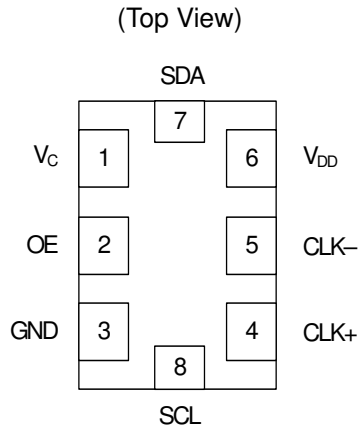 (Top View)
SDA
7
VC 1 6 VDD
OE 2 5 CLK–
GND 3 4 CLK+
8
SCL